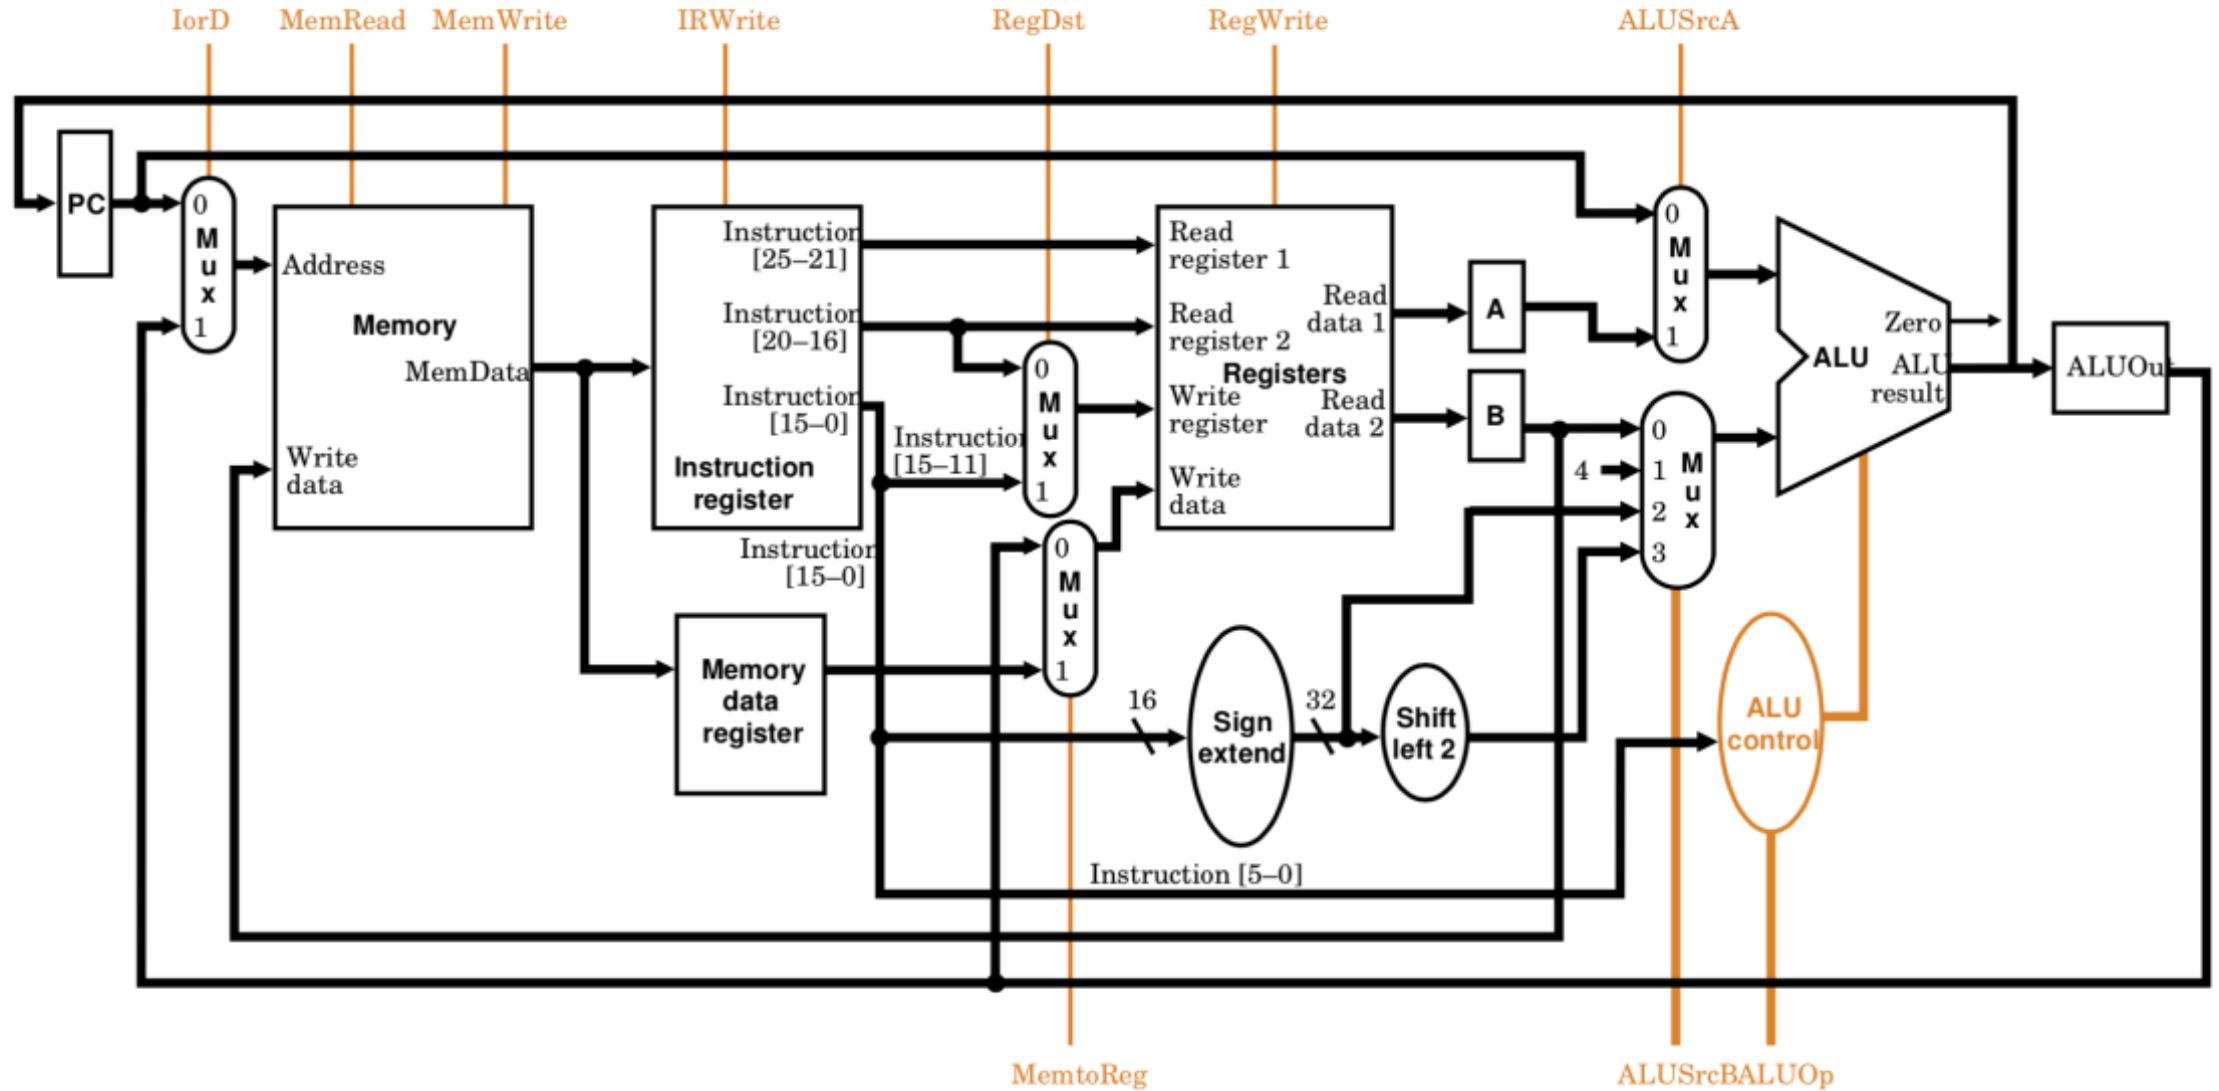 IorD MemRead MemWrite IRWrite RegDst RegWrite ALUSrcA
PC
0
M
u
x
1
Address
Memory
MemData
Write
data
Instruction
[25–21]
Instruction
[20–16]
Instruction
[15–0]
Instruction
register
Instruction
[15–11]
Instruction
[15–0]
Memory
data
register
0
M
u
x
1
0
M
u
x
1
Read
register 1
Read
register 2
Registers
Write
register
Write
data
Read
data 1
Read
data 2
16
Sign
extend
32
Shift
left 2
A
B
4
0
M
u
x
1
0
1
2
3
M
u
x
ALU
Zero
ALU
result
ALUOut
ALU
control
Instruction [5–0]
MemtoReg ALUSrcB ALUOp